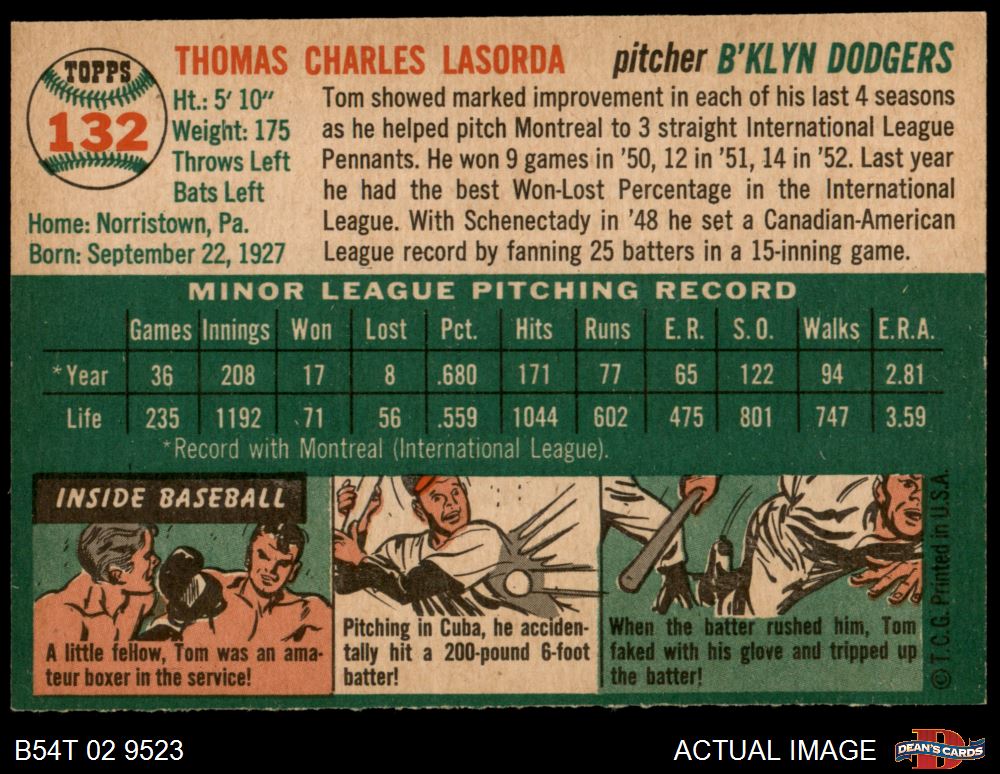 TOPPS
132
THOMAS CHARLES LASORDA pitcher B'KLYN DODGERS
Ht.: 5' 10"
Weight: 175
Throws Left
Bats Left
Home: Norristown, Pa.
Born: September 22, 1927
Tom showed marked improvement in each of his last 4 seasons
as he helped pitch Montreal to 3 straight International League
Pennants. He won 9 games in '50, 12 in '51, 14 in '52. Last year
he had the best Won-Lost Percentage in the International
League. With Schenectady in '48 he set a Canadian-American
League record by fanning 25 batters in a 15-inning game.
MINOR LEAGUE PITCHING RECORD
Games Innings Won Lost Pct. Hits Runs E. R. S. O. Walks E.R.A.
*Year 36 208 17 8 .680 171 77 65 122 94 2.81
Life 235 1192 71 56 .559 1044 602 475 801 747 3.59
*Record with Montreal (International League).
INSIDE BASEBALL
A little fellow, Tom was an ama-
teur boxer in the service!
Pitching in Cuba, he acciden-
tally hit a 200-pound 6-foot
batter!
When the batter rushed him, Tom
faked with his glove and tripped up
the batter!
© T.C.G. Printed in U.S.A.
B54T 02 9523
ACTUAL IMAGE
DEAN'S CARDS